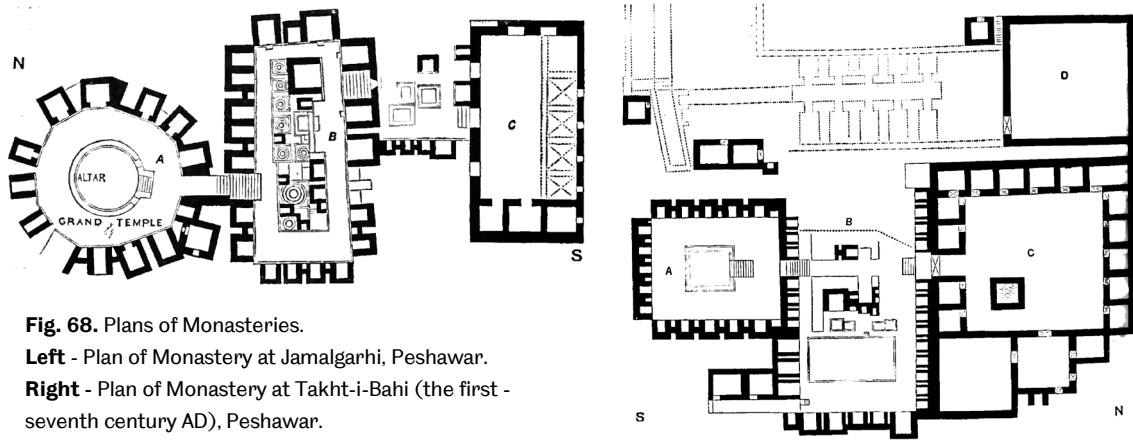 N
A
ALTAR
GRAND TEMPLE
B
C
S
D
B
A
C
S
N
Fig. 68. Plans of Monasteries.
Left - Plan of Monastery at Jamalgarhi, Peshawar.
Right - Plan of Monastery at Takht-i-Bahi (the first -
seventh century AD), Peshawar.